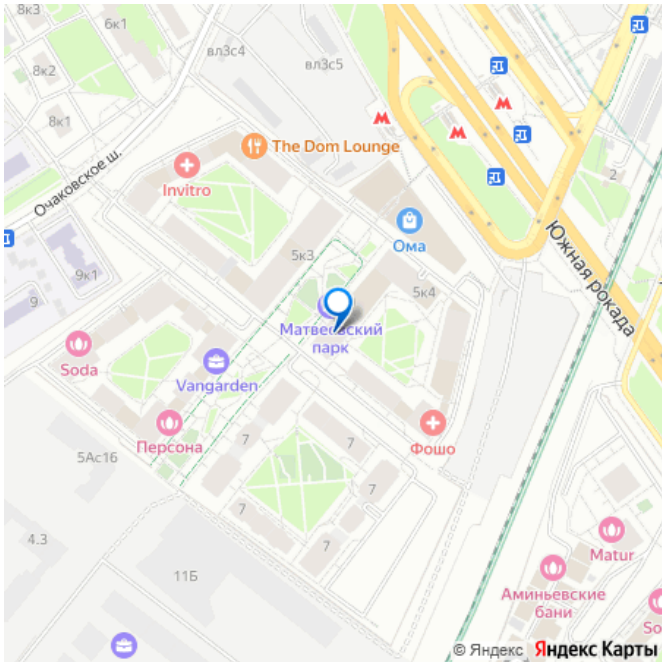 8к3
6к1
8к2
вл3с4
вл3с5
8к1
М
М
М
The Dom Lounge
2
Invitro
Очаковское ш.
Ома
5к3
Южная рокада
9к1
5к4
9
Матвеевский
парк
Soda
Vangarden
Персона
7
7
Фошо
5Ас16
7
7
7
4.3
11Б
Matur
Аминьевские
бани
So
© Яндекс Яндекс Карты